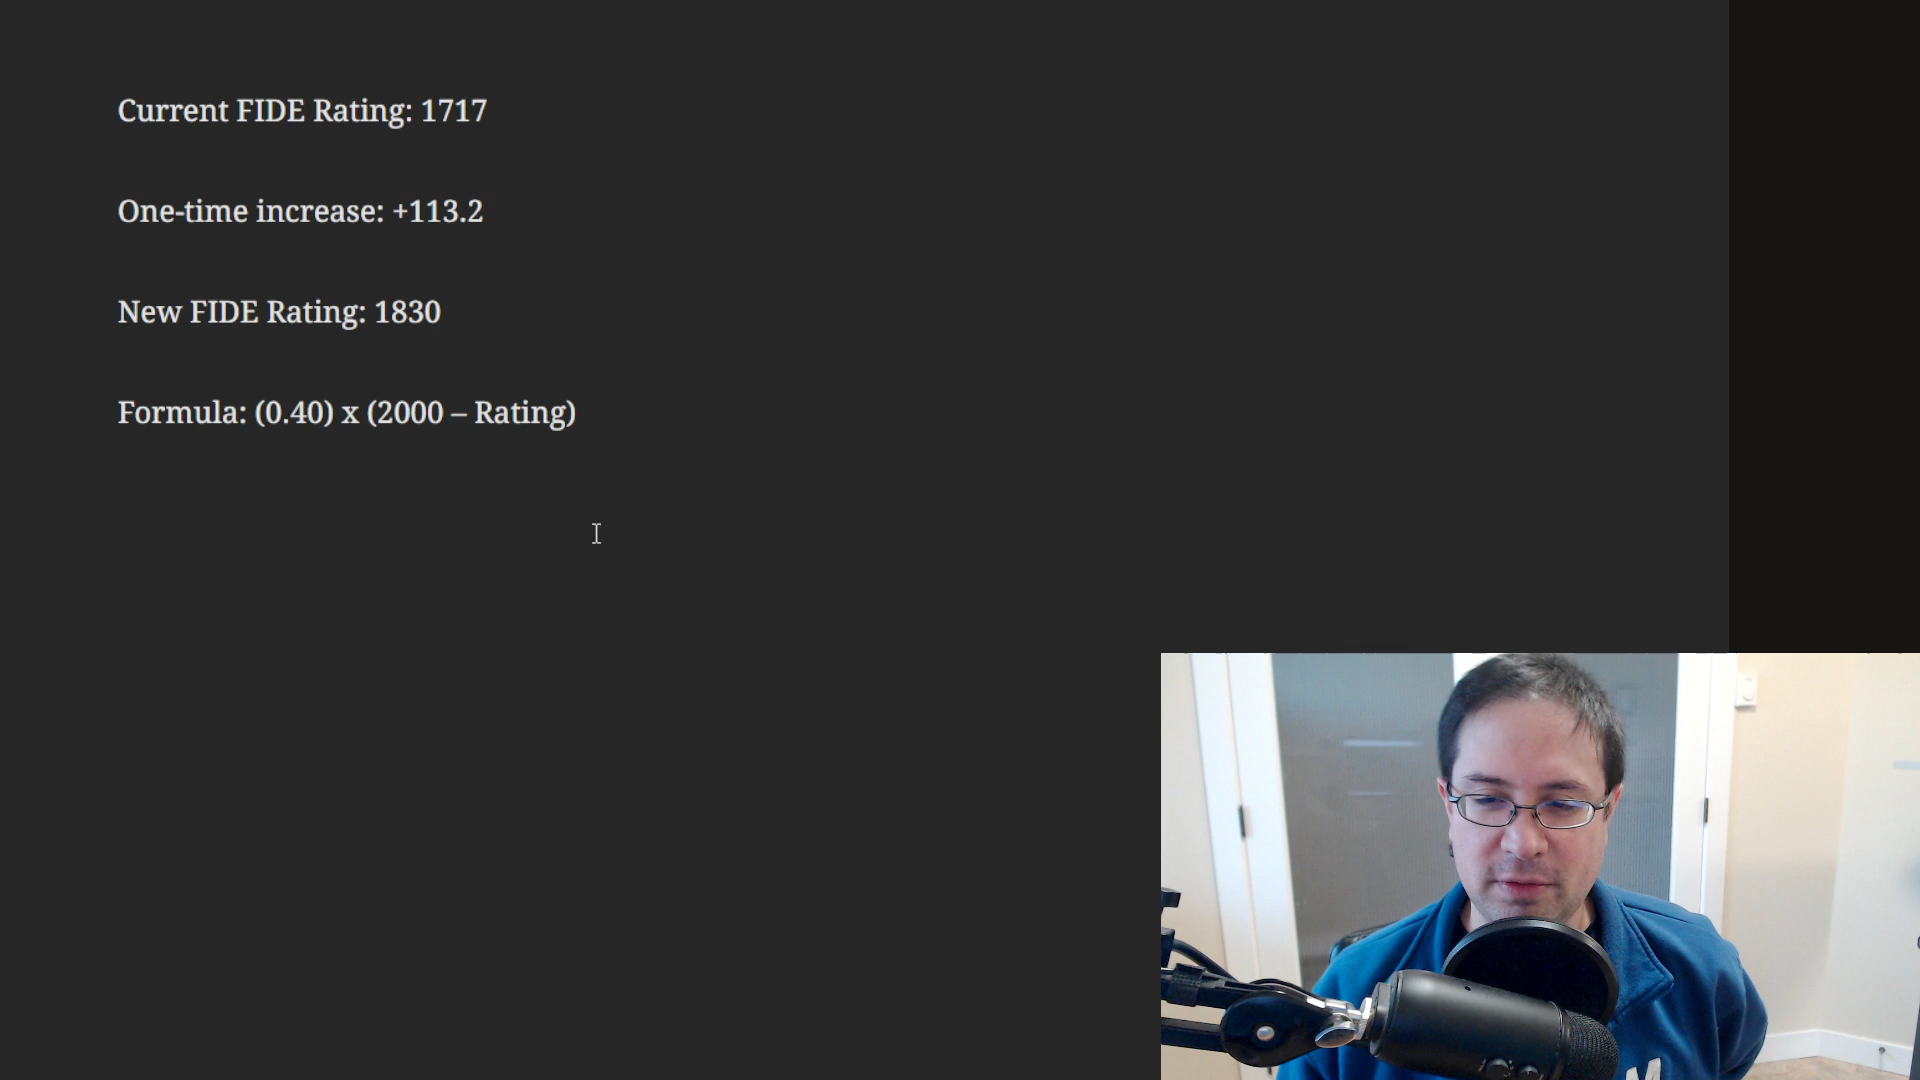 Current FIDE Rating: 1717
One-time increase: +113.2
New FIDE Rating: 1830
Formula: (0.40) x (2000 – Rating)